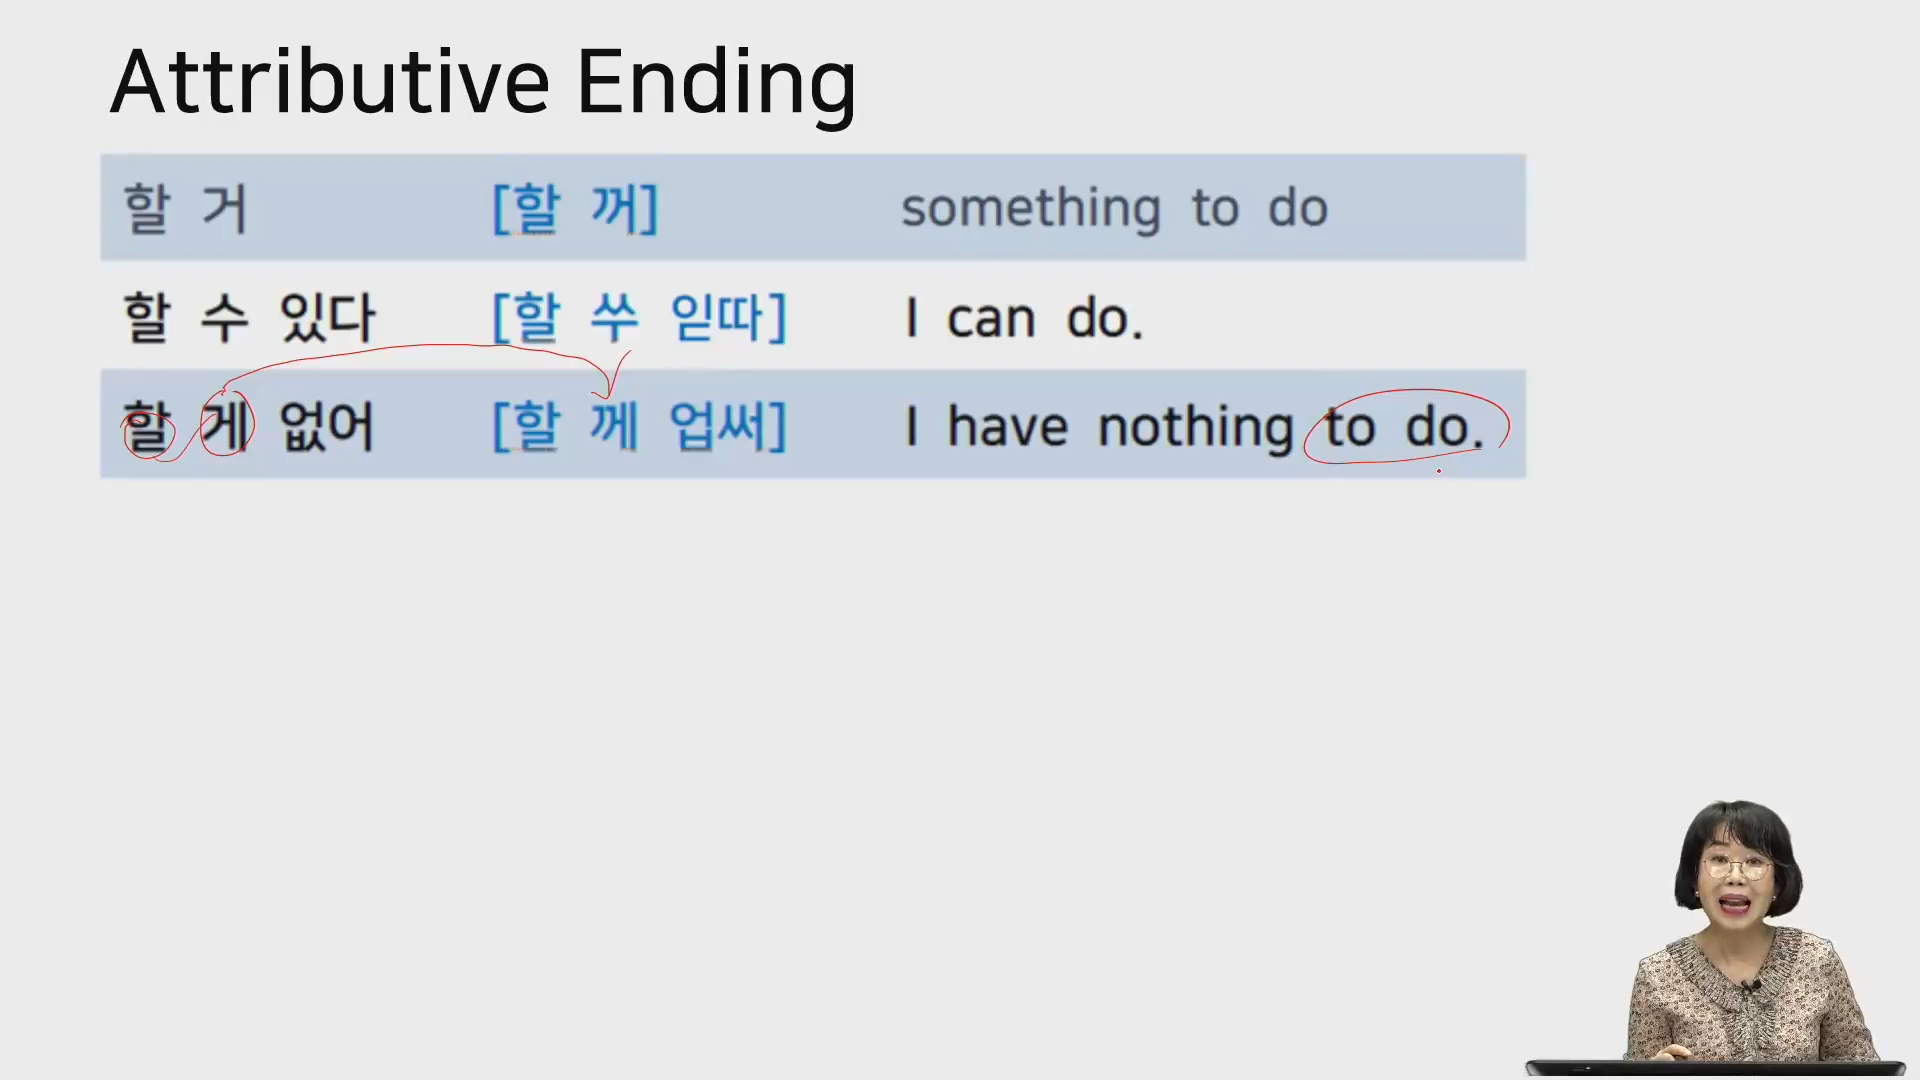 Attributive Ending
할 거 [할 꺼] something to do
할 수 있다 [할 쑤 읻따] I can do.
할 게 없어 [할 께 업써] I have nothing to do.